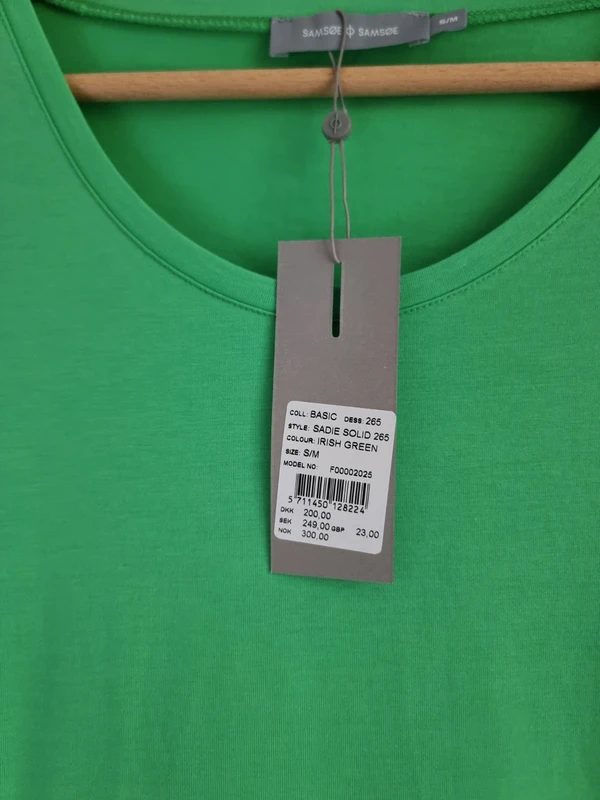 SAMSØE SAMSØE
S/M
COLL: BASIC DESS: 265
STYLE: SADIE SOLID 265
COLOUR: IRISH GREEN
SIZE: S/M
MODEL NO: F00002025
5 711450 128224
DKK 200,00
SEK 249,00 GBP 23,00
NOK 300,00